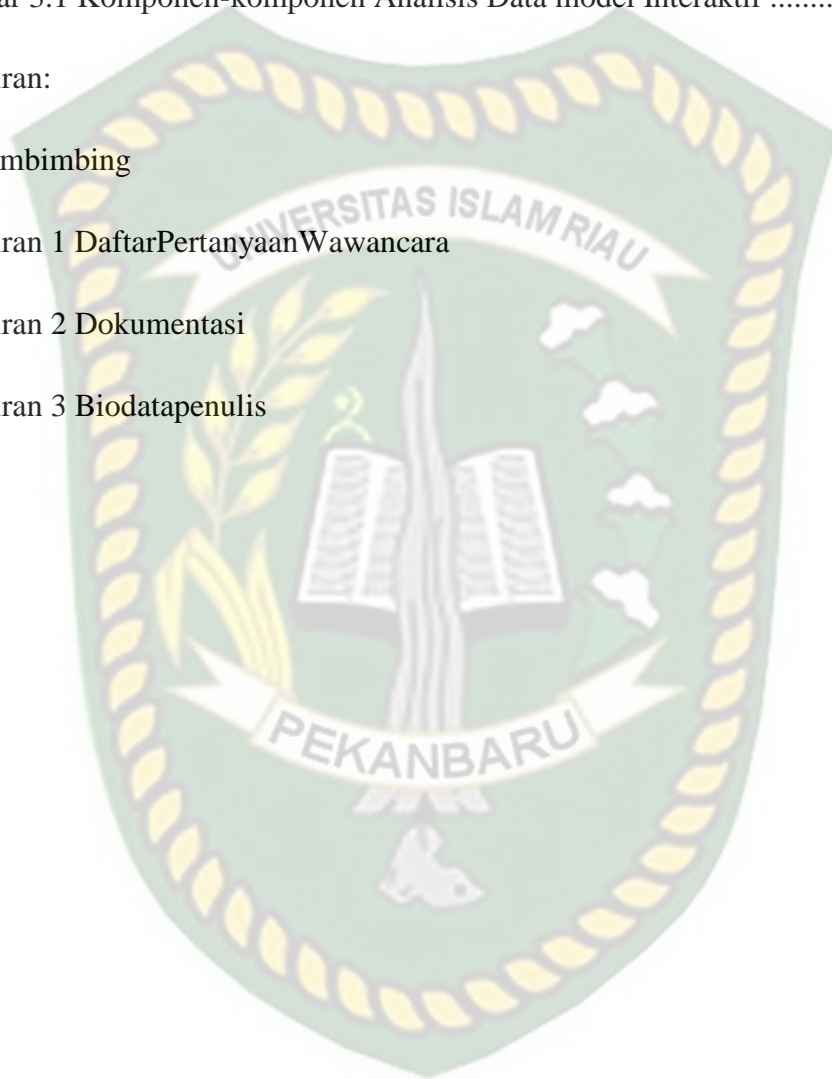 ar 3.1 Komponen-komponen Analisis Data model Interaktif .........
ran:
mbimbing
UNIVERSITAS ISLAM RIAU
ran 1 DaftarPertanyaanWawancara
ran 2 Dokumentasi
ran 3 Biodatapenulis
PEKANBARU